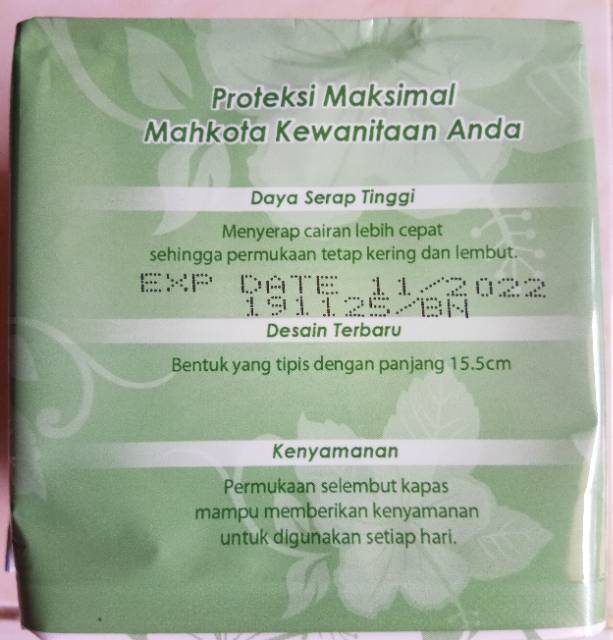 Proteksi Maksimal
Mahkota Kewanitaan Anda
Daya Serap Tinggi
Menyerap cairan lebih cepat
sehingga permukaan tetap kering dan lembut.
EXP DATE 11/2022
191125/BN
Desain Terbaru
Bentuk yang tipis dengan panjang 15.5cm
Kenyamanan
Permukaan selembut kapas
mampu memberikan kenyamanan
untuk digunakan setiap hari.